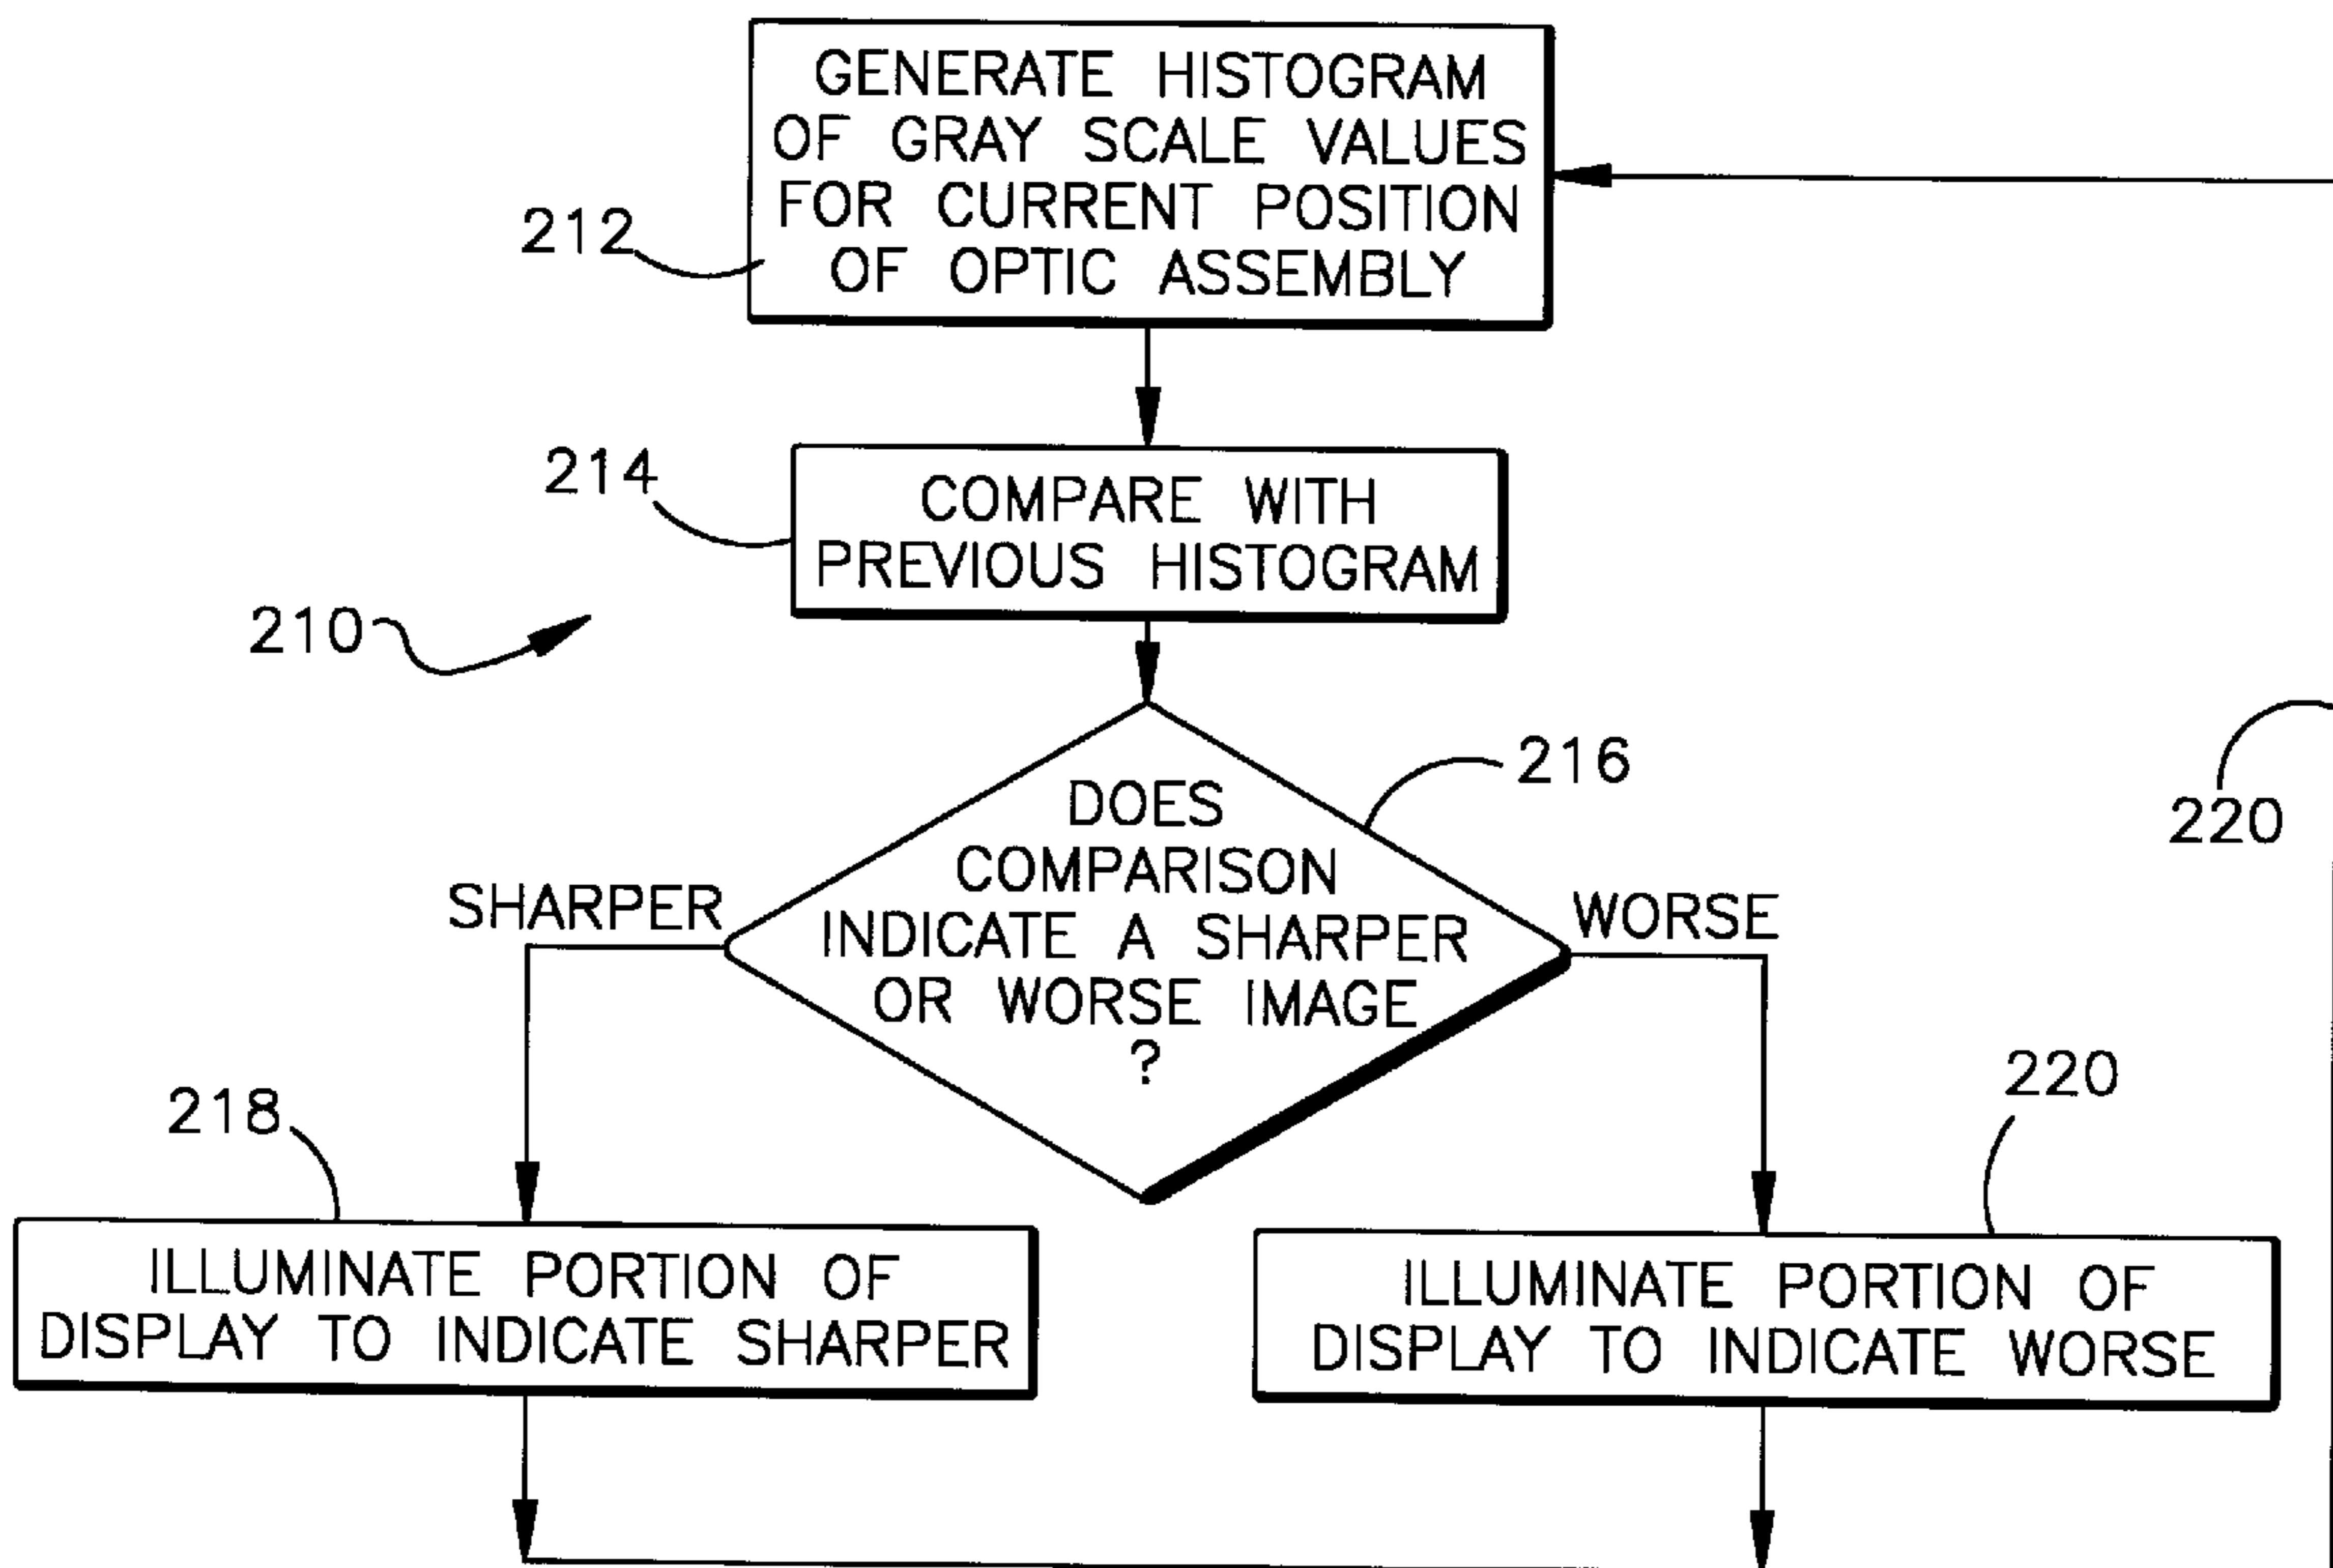 GENERATE HISTOGRAM
OF GRAY SCALE VALUES
FOR CURRENT POSITION
OF OPTIC ASSEMBLY
212
214
COMPARE WITH
PREVIOUS HISTOGRAM
210
216
220
DOES
COMPARISON
INDICATE A SHARPER
OR WORSE IMAGE
?
SHARPER
WORSE
218
220
ILLUMINATE PORTION OF
DISPLAY TO INDICATE SHARPER
ILLUMINATE PORTION OF
DISPLAY TO INDICATE WORSE